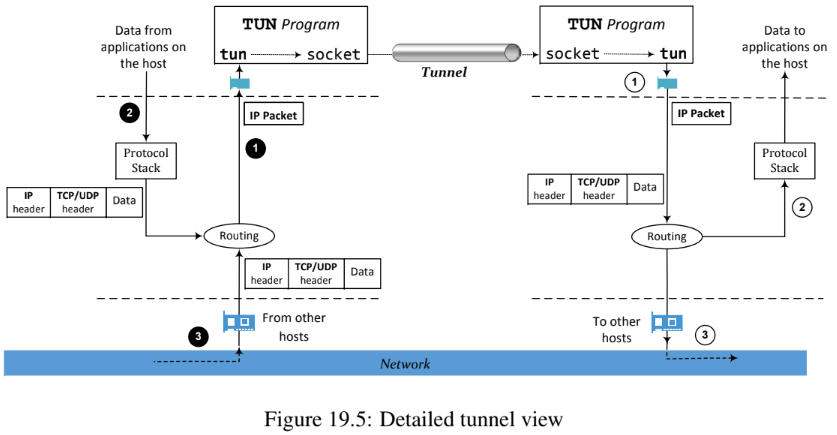 TUN Program
tun socket
Data from
applications on
the host
Tunnel
TUN Program
socket tun
Data to
applications on
the host
2
IP Packet
1
Protocol
Stack
IP
header
TCP/UDP
header
Data
Routing
IP
header
TCP/UDP
header
Data
3
From other
hosts
1
IP Packet
IP
header
TCP/UDP
header
Data
Protocol
Stack
2
Routing
To other
hosts
3
Network
Figure 19.5: Detailed tunnel view